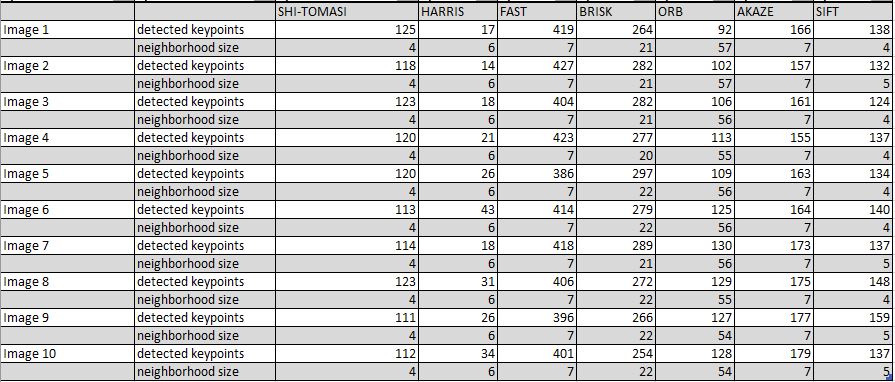 SHI-TOMASI HARRIS FAST BRISK ORB AKAZE SIFT
Image 1 detected keypoints 125 17 419 264 92 166 138
neighborhood size 4 6 7 21 57 7 4
Image 2 detected keypoints 118 14 427 282 102 157 132
neighborhood size 4 6 7 21 57 7 5
Image 3 detected keypoints 123 18 404 282 106 161 124
neighborhood size 4 6 7 21 56 7 4
Image 4 detected keypoints 120 21 423 277 113 155 137
neighborhood size 4 6 7 20 55 7 4
Image 5 detected keypoints 120 26 386 297 109 163 134
neighborhood size 4 6 7 22 56 7 4
Image 6 detected keypoints 113 43 414 279 125 164 140
neighborhood size 4 6 7 22 56 7 4
Image 7 detected keypoints 114 18 418 289 130 173 137
neighborhood size 4 6 7 21 56 7 5
Image 8 detected keypoints 123 31 406 272 129 175 148
neighborhood size 4 6 7 22 55 7 4
Image 9 detected keypoints 111 26 396 266 127 177 159
neighborhood size 4 6 7 22 54 7 5
Image 10 detected keypoints 112 34 401 254 128 179 137
neighborhood size 4 6 7 22 54 7 5